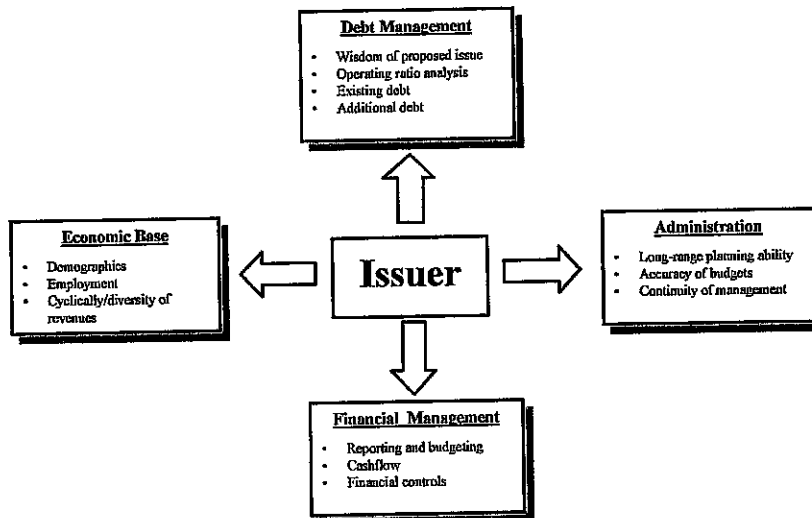 Debt Management
• Wisdom of proposed issue
• Operating ratio analysis
• Existing debt
• Additional debt
Economic Base
• Demographics
• Employment
• Cyclically/diversity of
revenues
Issuer
Administration
• Long-range planning ability
• Accuracy of budgets
• Continuity of management
Financial Management
• Reporting and budgeting
• Cashflow
• Financial controls